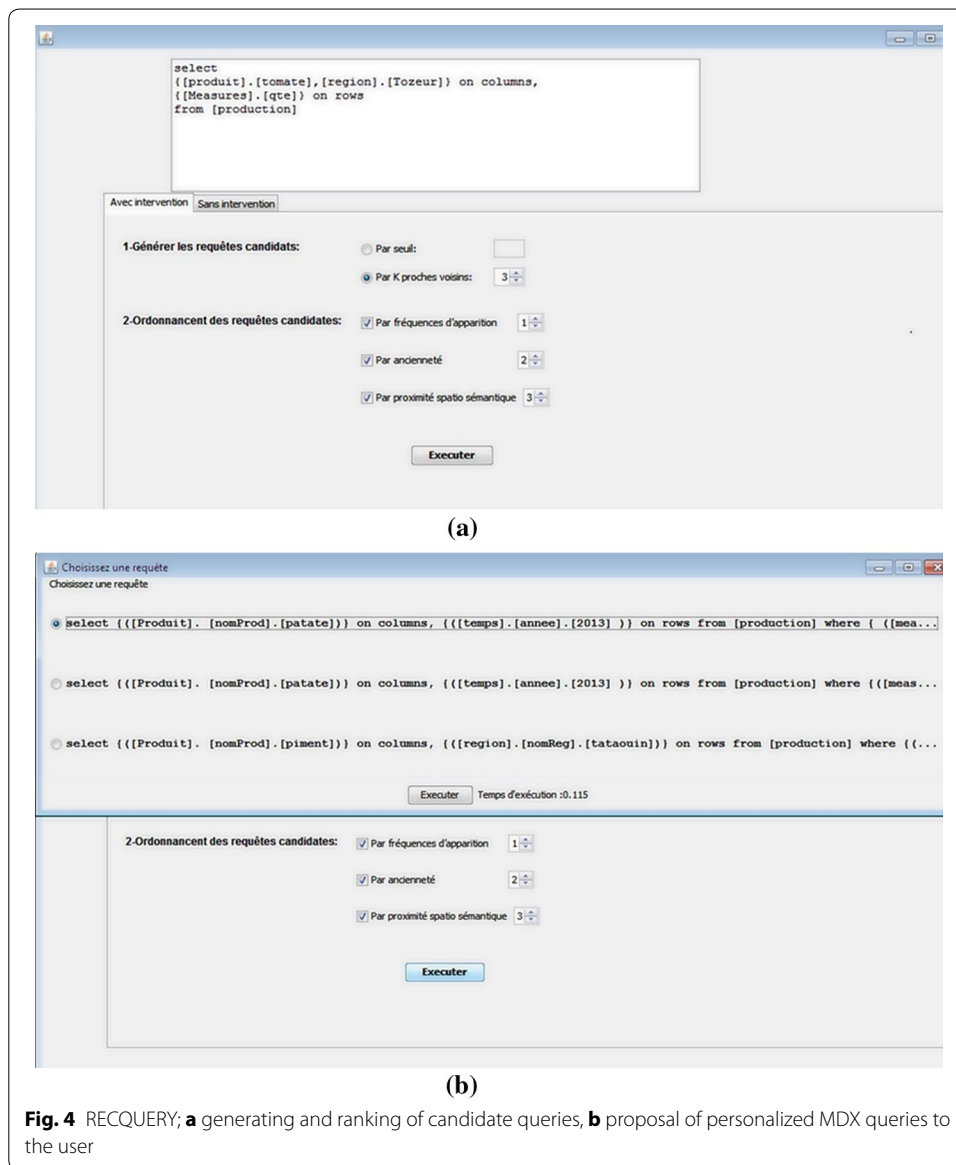 select
{[produit].[tomate],[region].[Tozeur]} on columns,
{[Measures].[qte]} on rows
from [production]
Avec intervention Sans intervention
1-Générer les requêtes candidats:
Par seuil:
Par K proches voisins: 3
2-Ordonnancent des requêtes candidates:
Par fréquences d'apparition 1
Par ancienneté 2
Par proximité spatio sémantique 3
Executer
(a)
Choisissez une requête
Choisissez une requête
select {([Produit]. [nomProd].[patate])} on columns, {([temps].[annee].[2013] )} on rows from [production] where { ([mea...
select {([Produit]. [nomProd].[patate])} on columns, {([temps].[annee].[2013] )} on rows from [production] where {([meas...
select {([Produit]. [nomProd].[piment])} on columns, {([region].[nomReg].[tataouin])} on rows from [production] where {(...
Executer Temps d'exécution :0.115
2-Ordonnancent des requêtes candidates:
Par fréquences d'apparition 1
Par ancienneté 2
Par proximité spatio sémantique 3
Executer
(b)
Fig. 4 RECQUERY; a generating and ranking of candidate queries, b proposal of personalized MDX queries to
the user